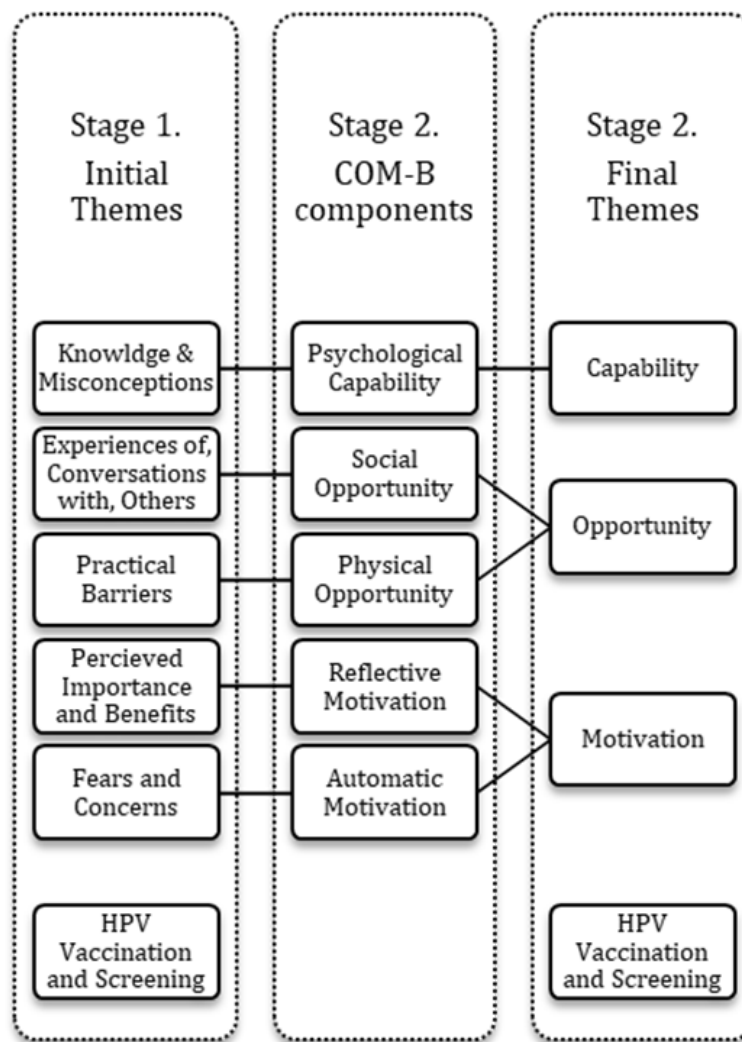 Stage 1.
Initial
Themes
Knowldge &
Misconceptions
Experiences of,
Conversations
with, Others
Practical
Barriers
Percieved
Importance
and Benefits
Fears and
Concerns
HPV
Vaccination
and Screening
Stage 2.
COM-B
components
Psychological
Capability
Social
Opportunity
Physical
Opportunity
Reflective
Motivation
Automatic
Motivation
Stage 2.
Final
Themes
Capability
Opportunity
Motivation
HPV
Vaccination
and Screening